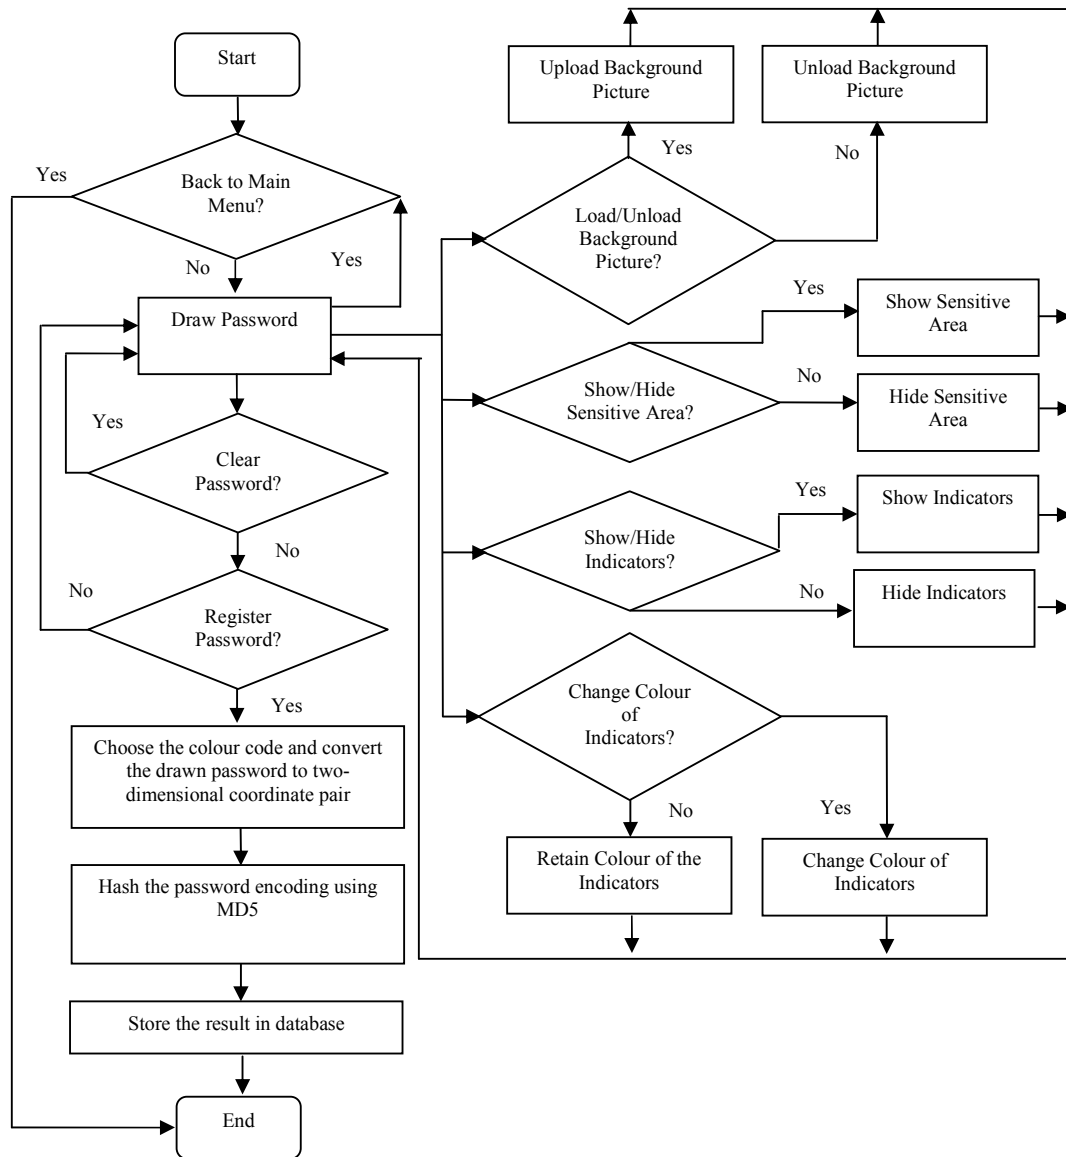 Start
Yes
Back to Main
Menu?
No
Yes
Draw Password
Yes
Clear
Password?
No
No
Register
Password?
Yes
Choose the colour code and convert
the drawn password to two-
dimensional coordinate pair
Hash the password encoding using
MD5
Store the result in database
End
Upload Background
Picture
Unload Background
Picture
Yes
No
Load/Unload
Background
Picture?
Yes
Show Sensitive
Area
Show/Hide
Sensitive Area?
No
Hide Sensitive
Area
Yes
Show Indicators
Show/Hide
Indicators?
No
Hide Indicators
Change Colour
of
Indicators?
No
Yes
Retain Colour of the
Indicators
Change Colour of
Indicators